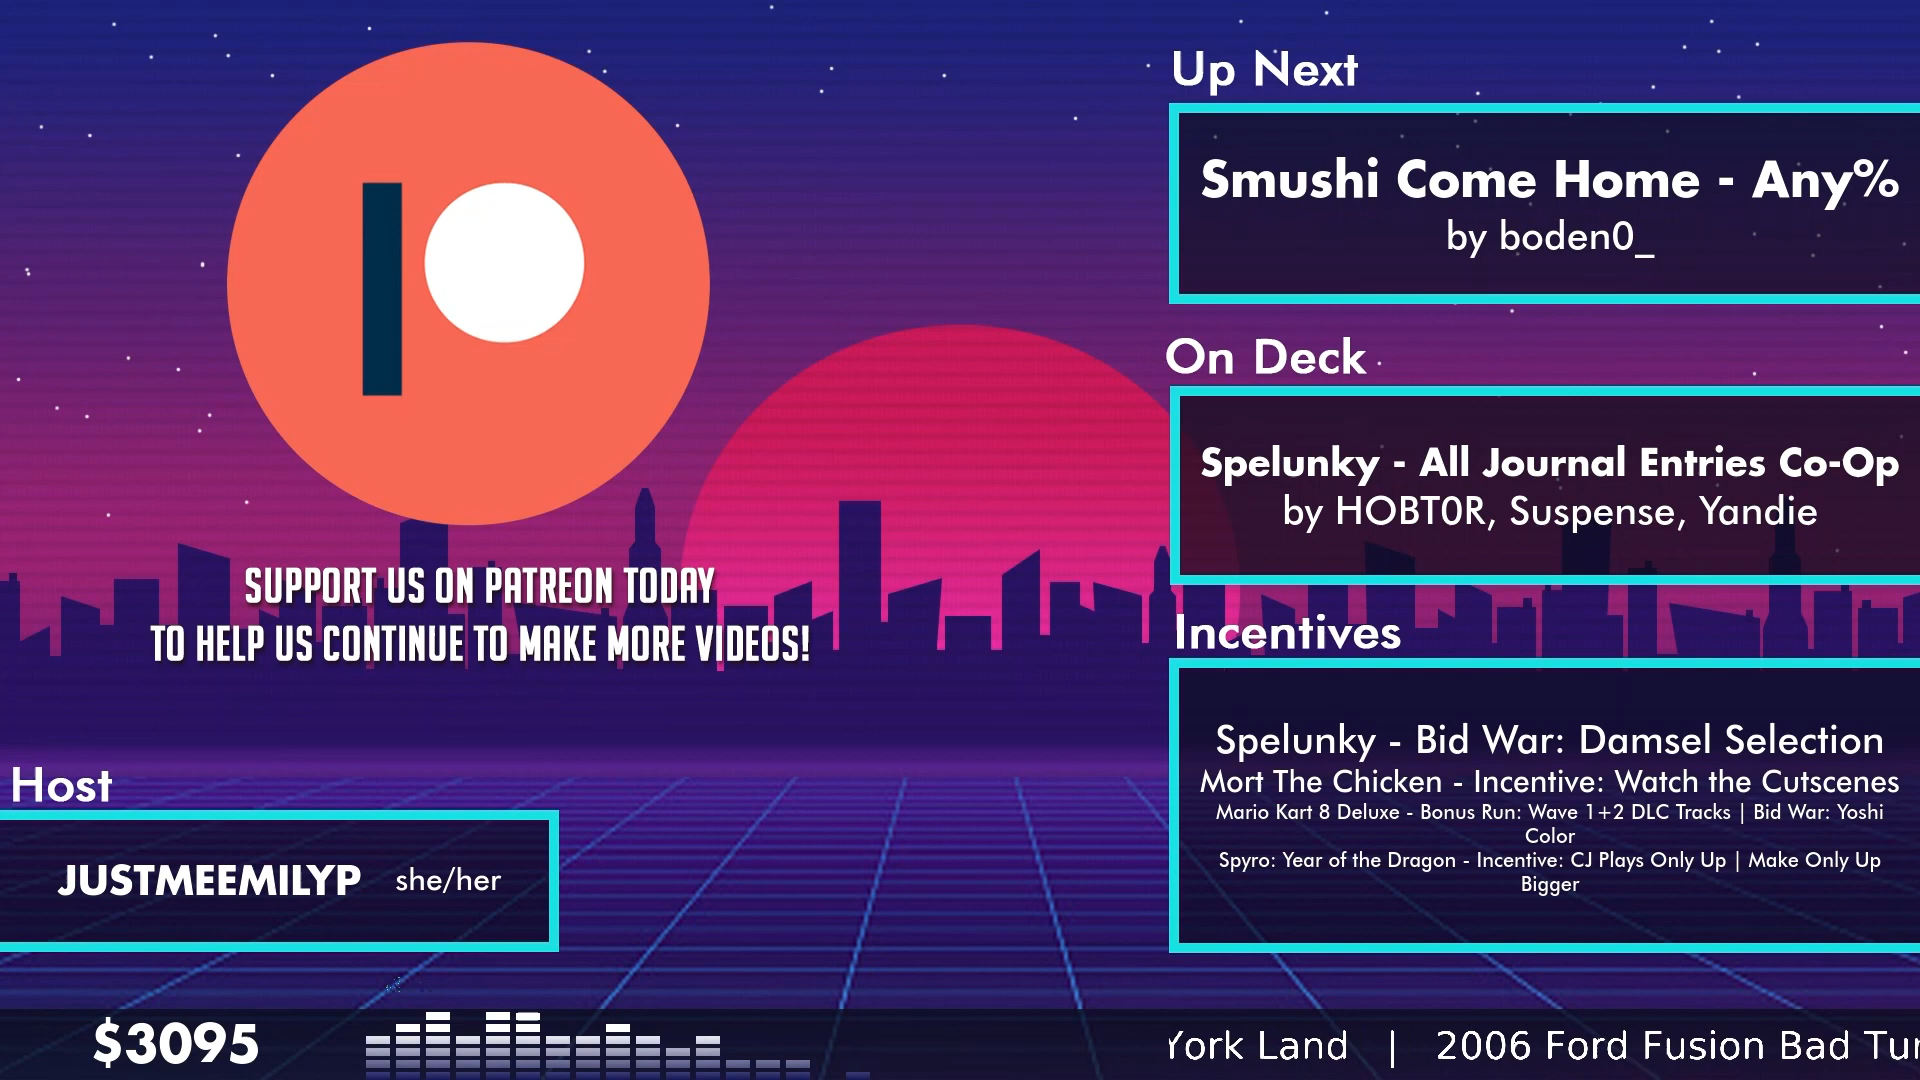 Up Next
Smushi Come Home - Any%
by boden0_
On Deck
Spelunky - All Journal Entries Co-Op
by HOBT0R, Suspense, Yandie
SUPPORT US ON PATREON TODAY
TO HELP US CONTINUE TO MAKE MORE VIDEOS!
Incentives
Spelunky - Bid War: Damsel Selection
Mort The Chicken - Incentive: Watch the Cutscenes
Mario Kart 8 Deluxe - Bonus Run: Wave 1+2 DLC Tracks | Bid War: Yoshi
Color
Spyro: Year of the Dragon - Incentive: CJ Plays Only Up | Make Only Up
Bigger
Host
JUSTMEEMILYP she/her
$3095
York Land | 2006 Ford Fusion Bad Tur